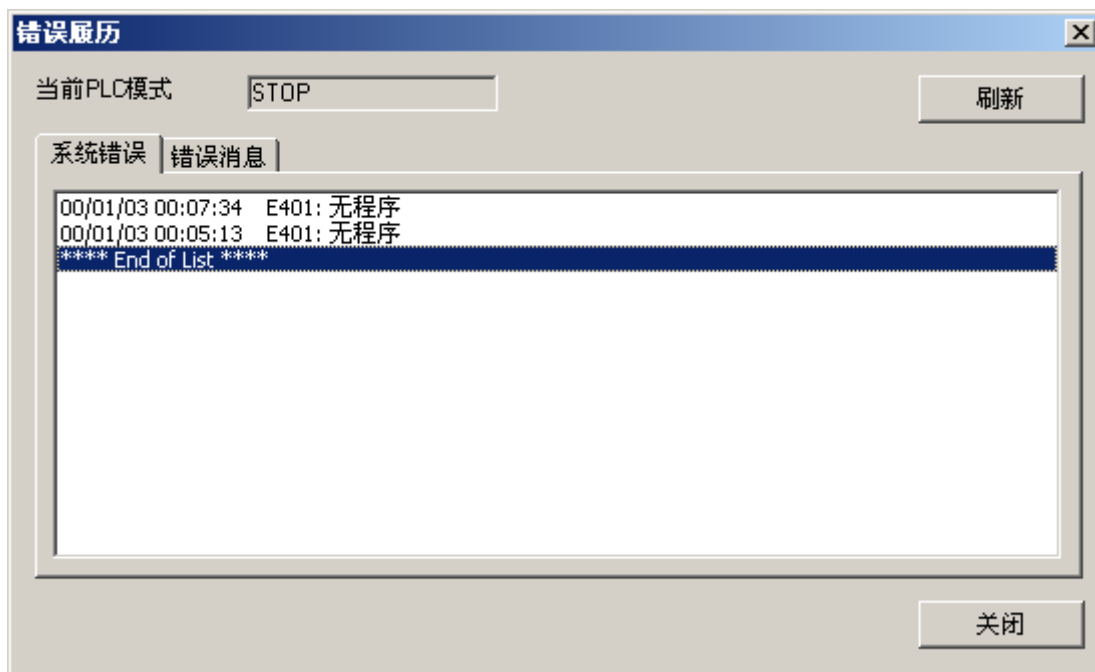 错误履历
当前PLC模式 STOP 刷新
系统错误 错误消息
00/01/03 00:07:34 E401: 无程序
00/01/03 00:05:13 E401: 无程序
**** End of List ****
关闭